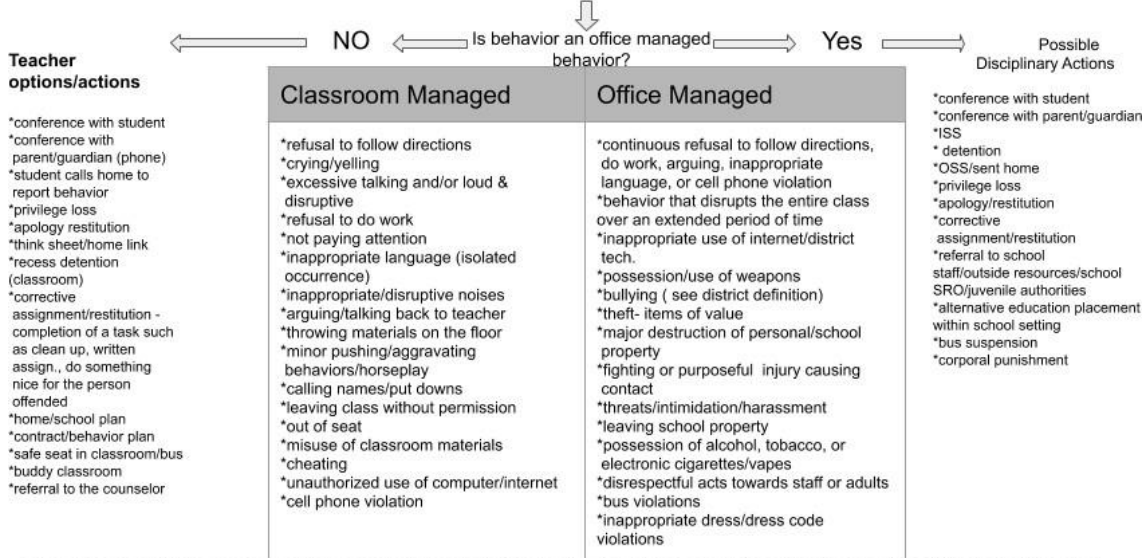 NO
Is behavior an office managed
behavior?
Yes
Teacher
options/actions
*conference with student
*conference with
parent/guardian (phone)
*student calls home to
report behavior
*privilege loss
*apology restitution
*think sheet/home link
*recess detention
(classroom)
*corrective
assignment/restitution -
completion of a task such
as clean up, written
assign., do something
nice for the person
offended
*home/school plan
*contract/behavior plan
*safe seat in classroom/bus
*buddy classroom
*referral to the counselor
Classroom Managed
*refusal to follow directions
*crying/yelling
*excessive talking and/or loud &
disruptive
*refusal to do work
*not paying attention
*inappropriate language (isolated
occurrence)
*inappropriate/disruptive noises
*arguing/talking back to teacher
*throwing materials on the floor
*minor pushing/aggravating
behaviors/horseplay
*calling names/put downs
*leaving class without permission
*out of seat
*misuse of classroom materials
*cheating
*unauthorized use of computer/internet
*cell phone violation
Office Managed
*continuous refusal to follow directions,
do work, arguing, inappropriate
language, or cell phone violation
*behavior that disrupts the entire class
over an extended period of time
*inappropriate use of internet/district
tech.
*possession/use of weapons
*bullying ( see district definition)
*theft- items of value
*major destruction of personal/school
property
*fighting or purposeful injury causing
contact
*threats/intimidation/harassment
*leaving school property
*possession of alcohol, tobacco, or
electronic cigarettes/vapes
*disrespectful acts towards staff or adults
*bus violations
*inappropriate dress/dress code
violations
Possible
Disciplinary Actions
*conference with student
*conference with parent/guardian
*ISS
* detention
*OSS/sent home
*privilege loss
*apology/restitution
*corrective
assignment/restitution
*referral to school
staff/outside resources/school
SRO/juvenile authorities
*alternative education placement
within school setting
*bus suspension
*corporal punishment